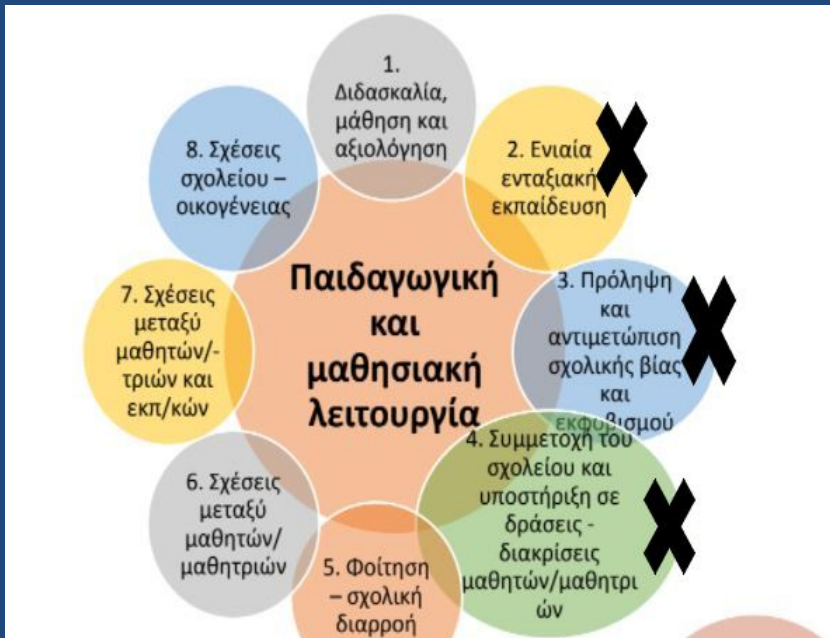 1.
Διδασκαλία,
μάθηση και
αξιολόγηση
2. Ενιαία
ενταξιακή
εκπαίδευση
3. Πρόληψη
και
αντιμετώπιση
σχολικής βίας
και
εκφοβισμού
4. Συμμετοχή του
σχολείου και
υποστήριξη σε
δράσεις -
διακρίσεις
μαθητών/μαθητρι
ών
5. Φοίτηση
– σχολική
διαρροή
6. Σχέσεις
μεταξύ
μαθητών/
μαθητριών
7. Σχέσεις
μεταξύ
μαθητών/-
τριών και
εκπ/κών
8. Σχέσεις
σχολείου –
οικογένειας
Παιδαγωγική
και
μαθησιακή
λειτουργία